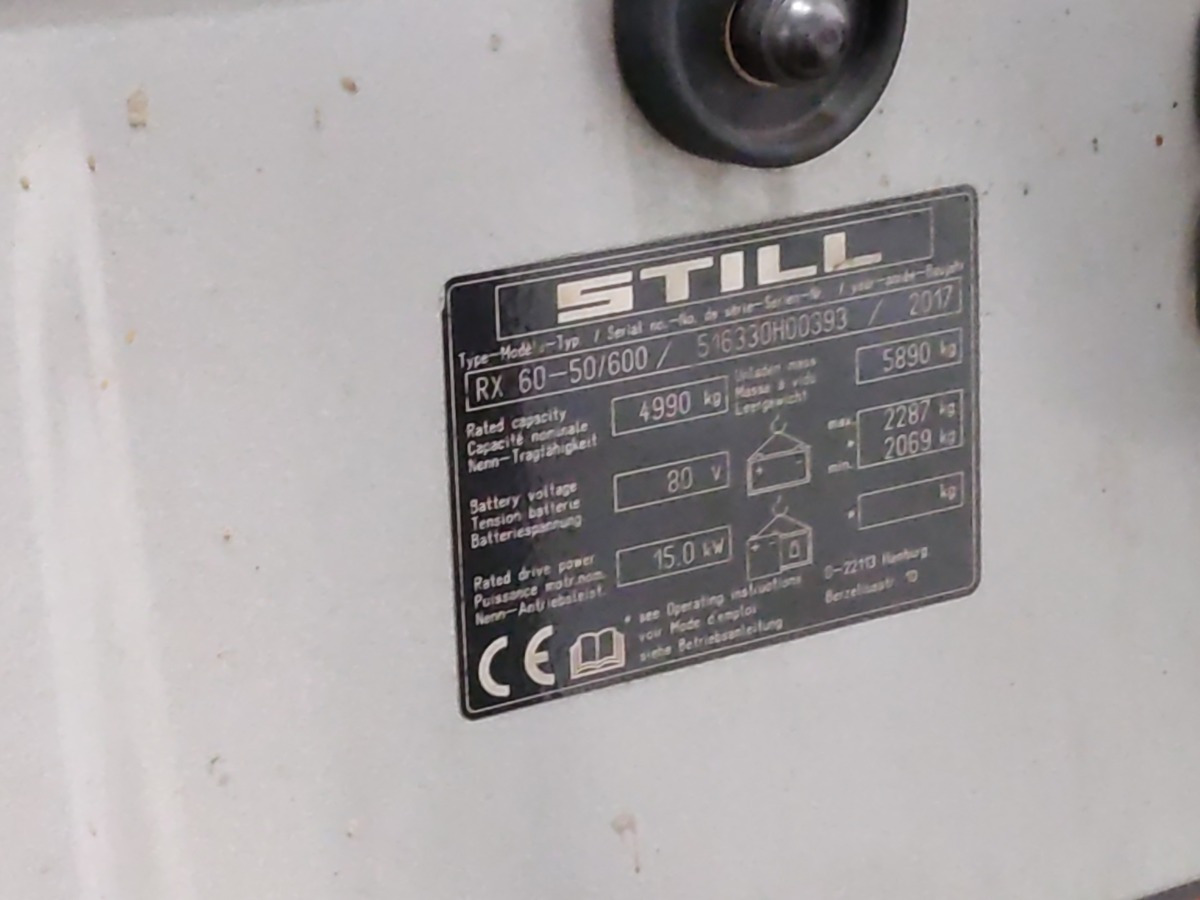 STILL
Type-Modèle-Typ / Serial no.-No. de série-Serien-Nr. / year-année-Baujahr
RX 60-50/600 / 516330H00393 / 2017
Rated capacity
Capacité nominale
Nenn-Tragfähigkeit
4990 kg
Unladen mass
Masse à vide
Leergewicht
5890 kg
Battery voltage
Tension batterie
Batteriespannung
80 V
max. 2287 kg
*
min. 2069 kg
Rated drive power
Puissance motr.nom.
Nenn-Antriebsleist.
15.0 kW
* kg
CE
* see Operating instructions
voir Mode d'emploi
siehe Betriebsanleitung
D-22113 Hamburg
Berzeliusstr. 10